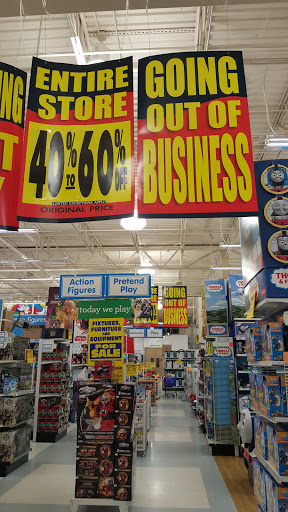 ENTIRE
STORE
40% TO 60% OFF
ORIGINAL PRICE
GOING
OUT OF
BUSINESS
Action
Figures
Pretend
Play
today we play
GOING
OUT OF
BUSINESS
FIXTURES,
FURNITURE
AND
EQUIPMENT
FOR
SALE